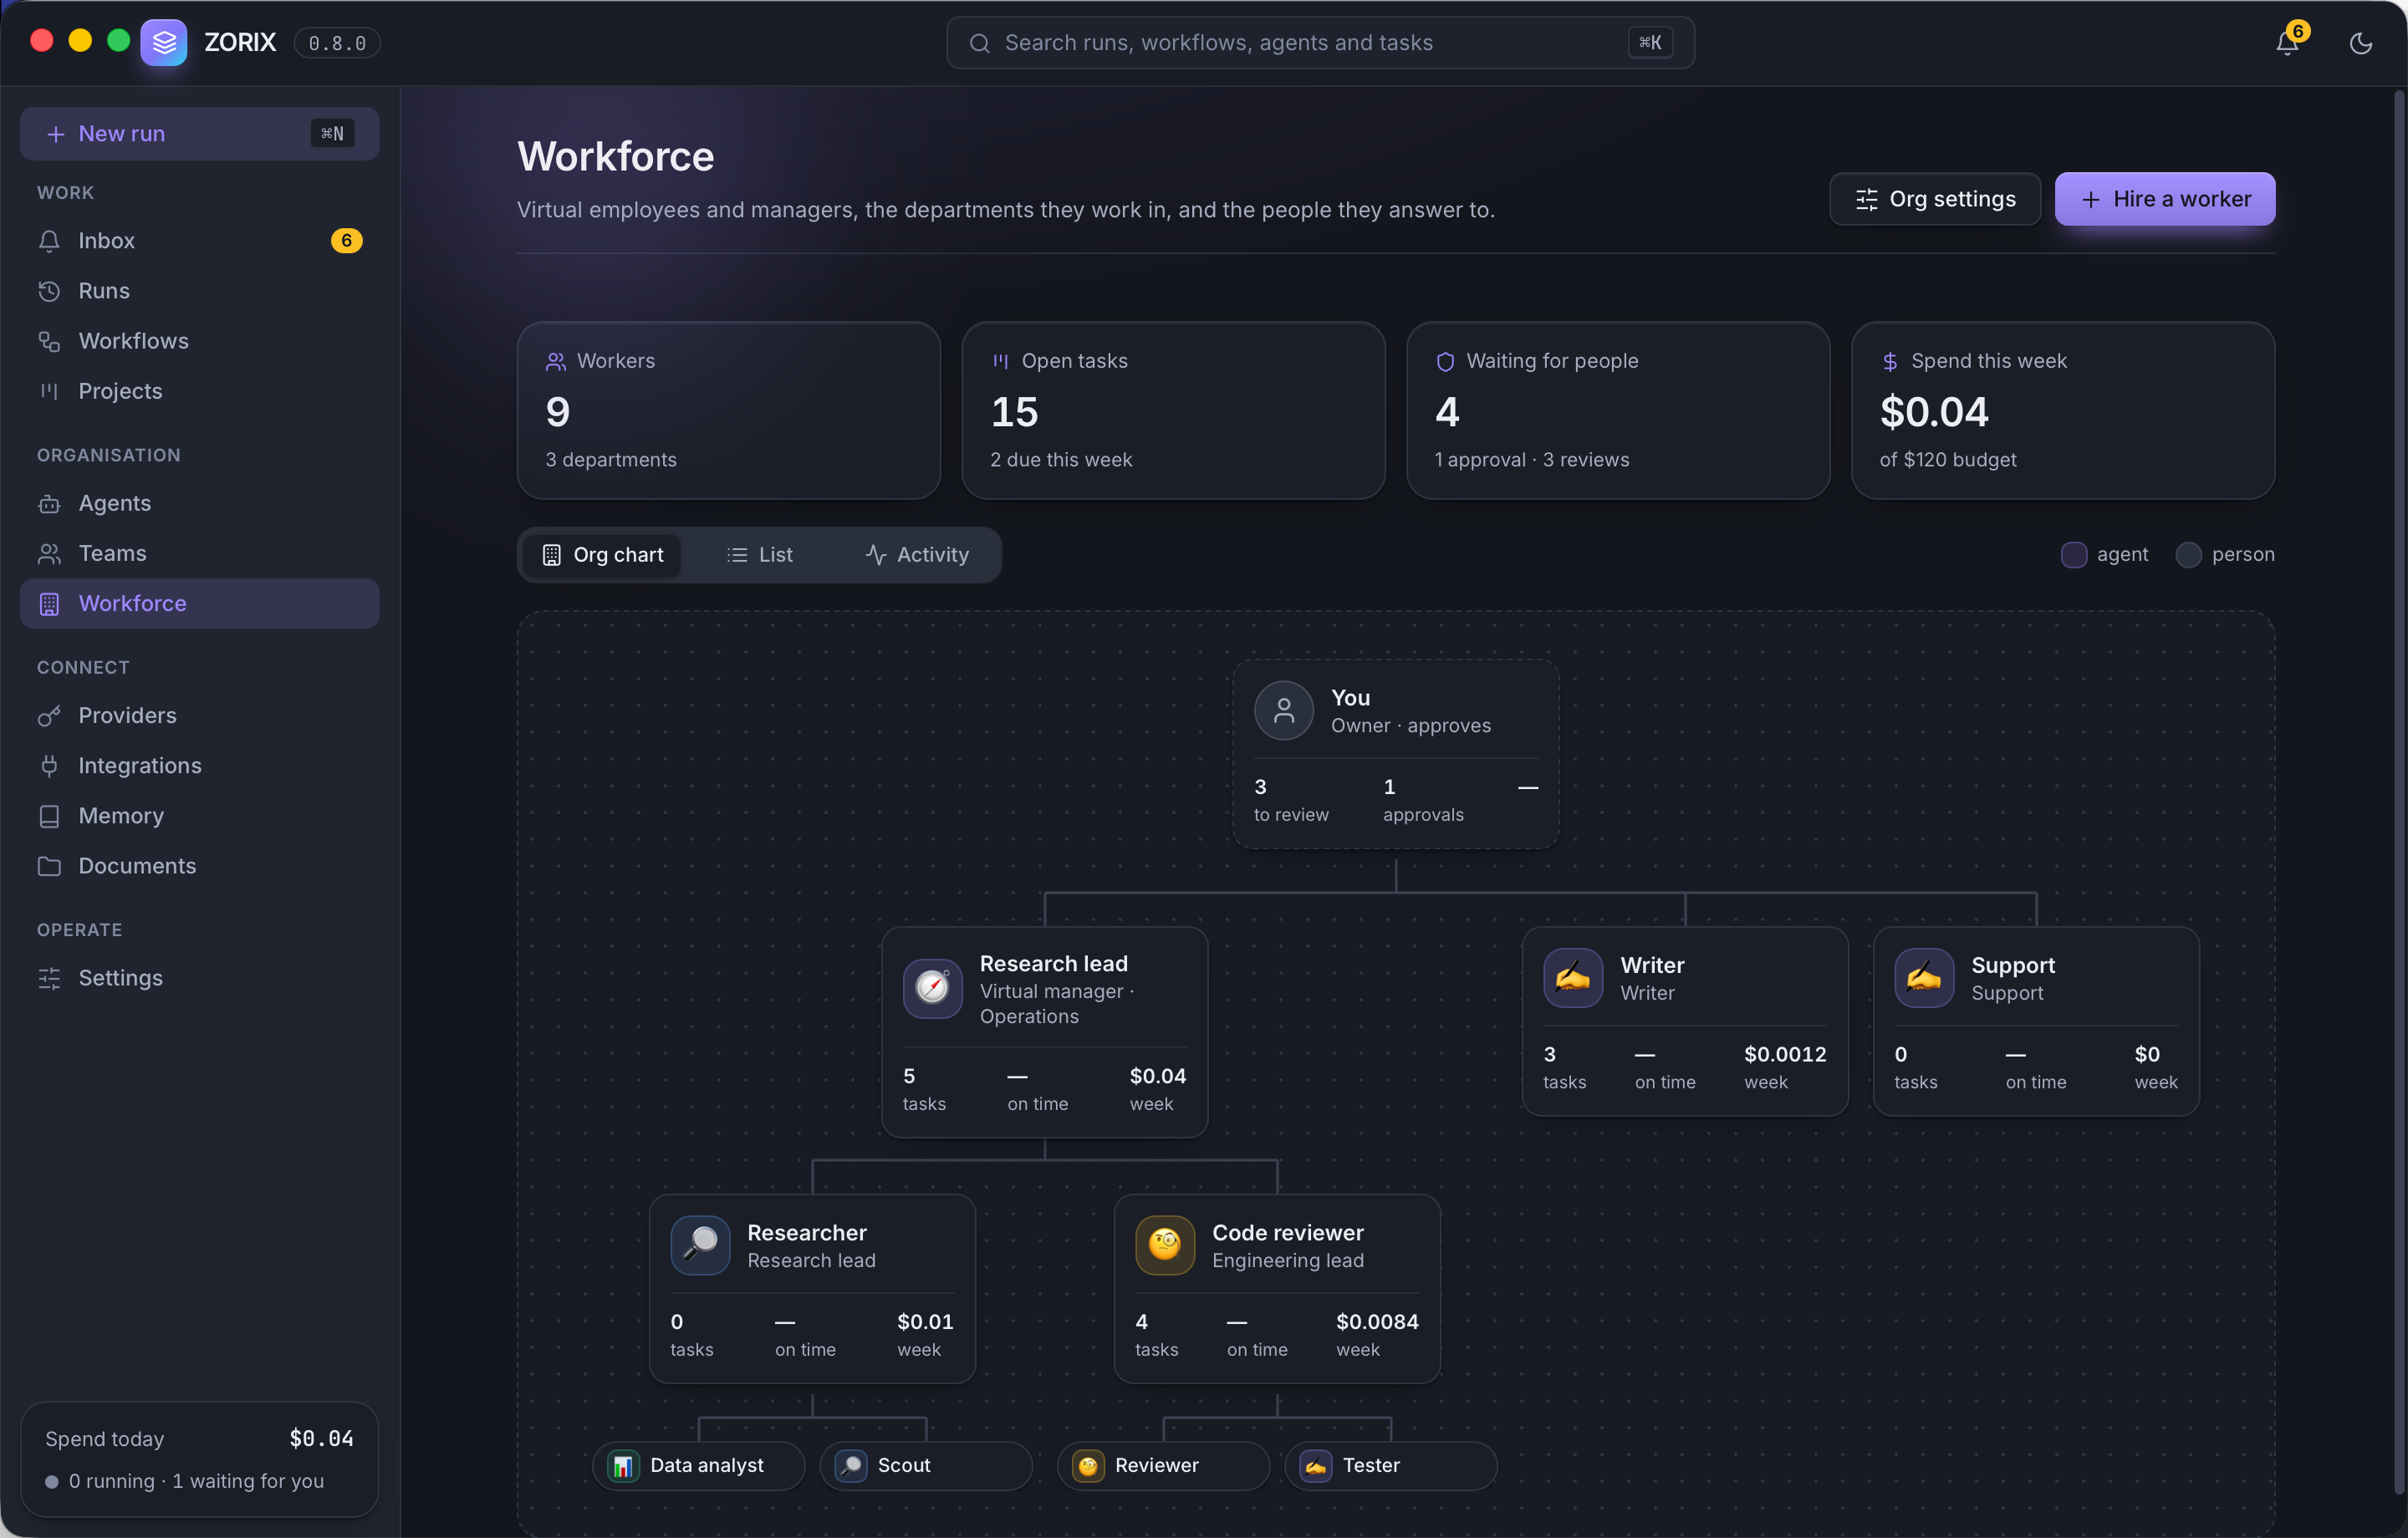 ZORIX 0.8.0
Search runs, workflows, agents and tasks ⌘K
6
New run ⌘N
WORK
Inbox 6
Runs
Workflows
Projects
ORGANISATION
Agents
Teams
Workforce
CONNECT
Providers
Integrations
Memory
Documents
OPERATE
Settings
Spend today $0.04
0 running · 1 waiting for you
Workforce
Virtual employees and managers, the departments they work in, and the people they answer to.
Org settings
+ Hire a worker
Workers
9
3 departments
Open tasks
15
2 due this week
Waiting for people
4
1 approval · 3 reviews
$ Spend this week
$0.04
of $120 budget
Org chart
List
Activity
agent
person
You
Owner · approves
3 1 —
to review approvals
Research lead
Virtual manager ·
Operations
5 — $0.04
tasks on time week
Writer
Writer
3 — $0.0012
tasks on time week
Support
Support
0 — $0
tasks on time week
Researcher
Research lead
0 — $0.01
tasks on time week
Code reviewer
Engineering lead
4 — $0.0084
tasks on time week
Data analyst
Scout
Reviewer
Tester